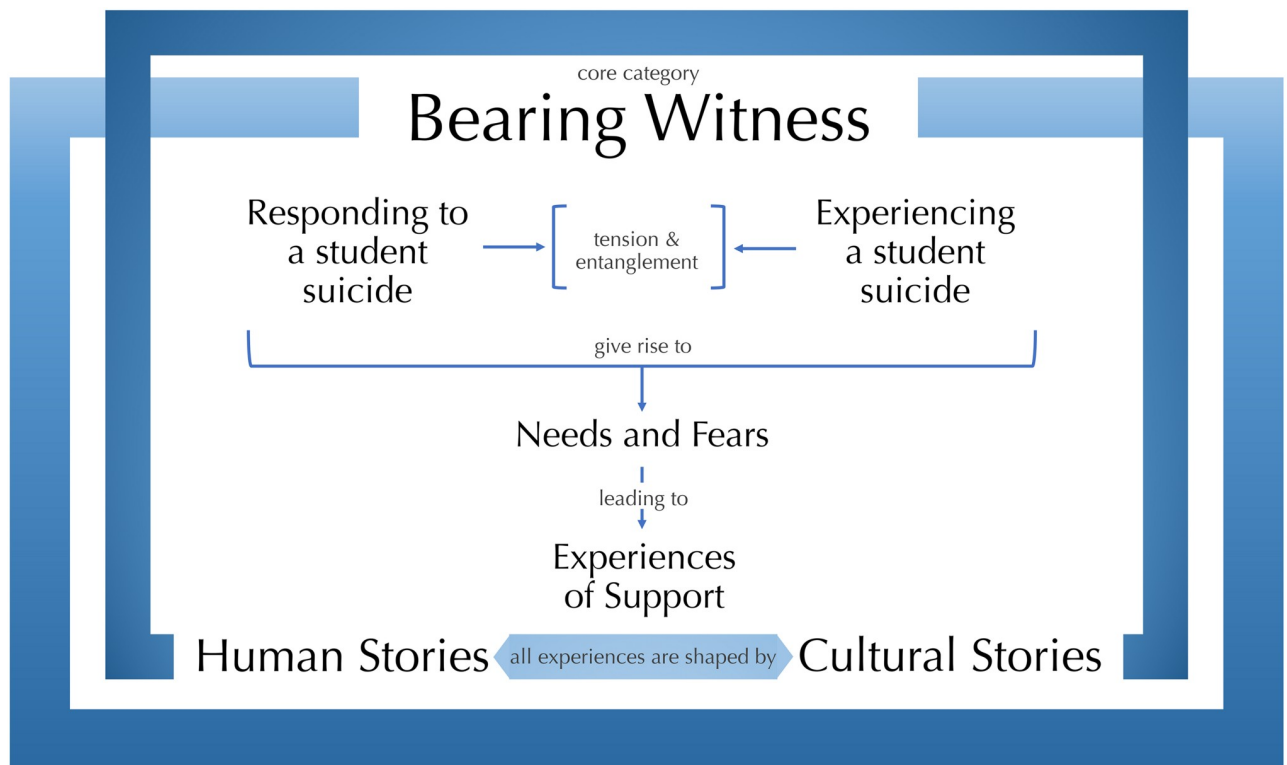 core category
Bearing Witness
Responding to
a student
suicide
tension &
entanglement
Experiencing
a student
suicide
give rise to
Needs and Fears
leading to
Experiences
of Support
Human Stories
all experiences are shaped by
Cultural Stories